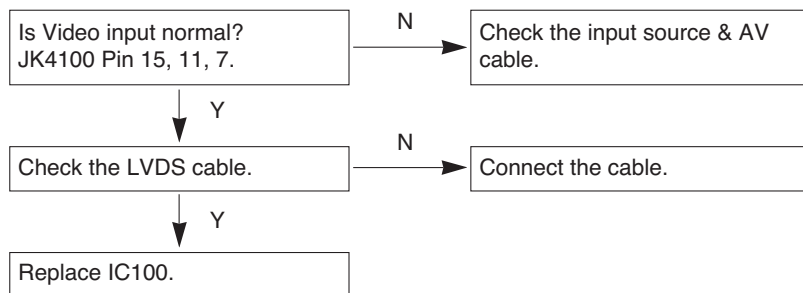 Is Video input normal?
JK4100 Pin 15, 11, 7.
N
Check the input source & AV
cable.
Y
Check the LVDS cable.
N
Connect the cable.
Y
Replace IC100.